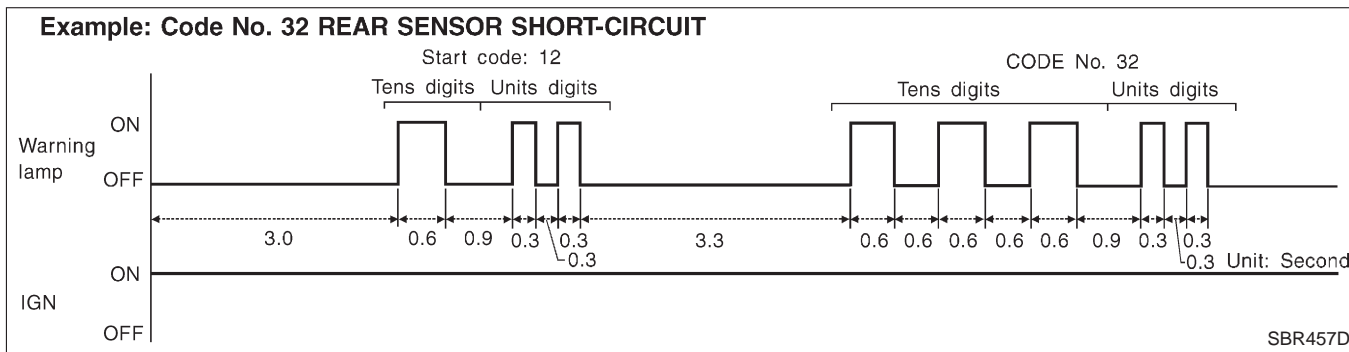 Example: Code No. 32 REAR SENSOR SHORT-CIRCUIT
Start code: 12
CODE No. 32
Tens digits Units digits
Tens digits Units digits
ON
Warning
lamp
OFF
3.0 0.6 0.9 0.3 0.3 3.3 0.6 0.6 0.6 0.6 0.6 0.9 0.3 0.3
0.3 0.3 Unit: Second
ON
IGN
OFF
SBR457D